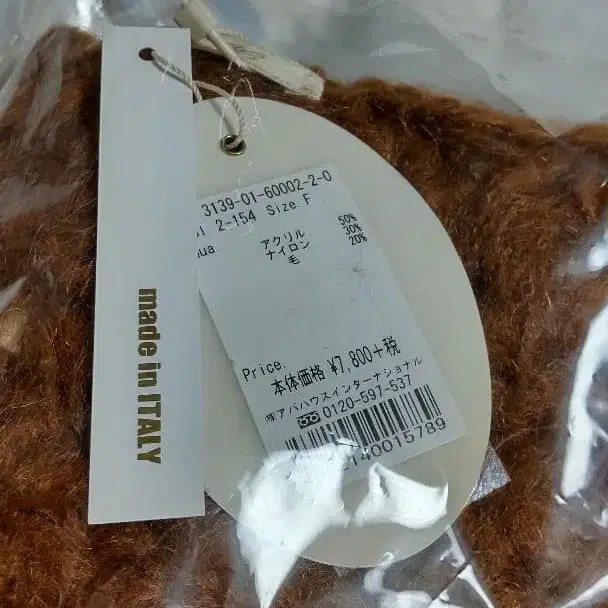 made in ITALY
3139-01-60002-2-0
2-154 Size F
アクリル 50%
ナイロン 30%
毛 20%
Price.
本体価格 ¥7,800+税
㈱アバハウスインターナショナル
0120-597-537
140015789